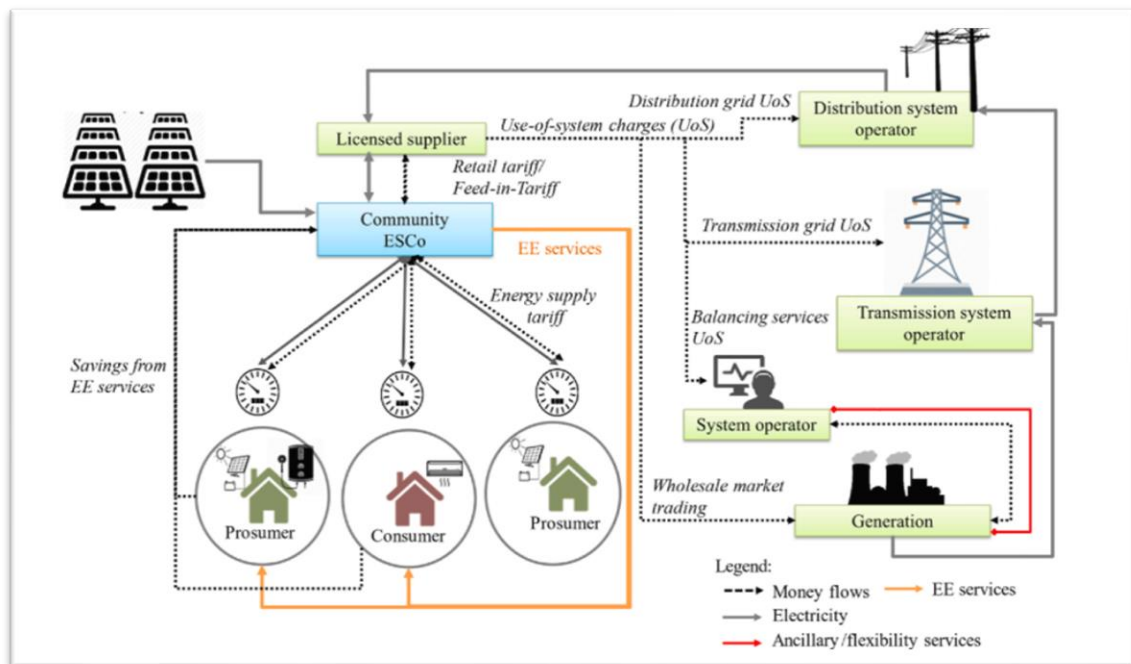 Distribution grid UoS
Distribution system
operator
Licensed supplier
Use-of-system charges (UoS)
Retail tariff/
Feed-in-Tariff
Community
ESCo
EE services
Transmission grid UoS
Energy supply
tariff
Transmission system
operator
Balancing services
UoS
Savings from
EE services
System operator
Wholesale market
trading
Generation
Prosumer
Consumer
Prosumer
Legend:
Money flows
EE services
Electricity
Ancillary/flexibility services